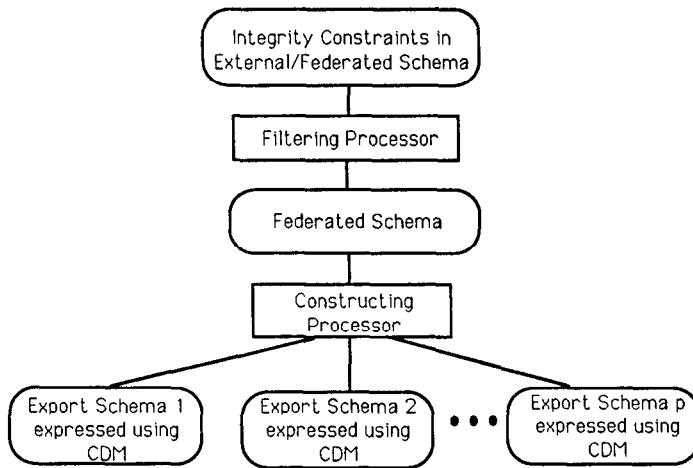 Integrity Constraints in
External/Federated Schema
Filtering Processor
Federated Schema
Constructing
Processor
Export Schema 1
expressed using
CDM
Export Schema 2
expressed using
CDM
Export Schema p
expressed using
CDM